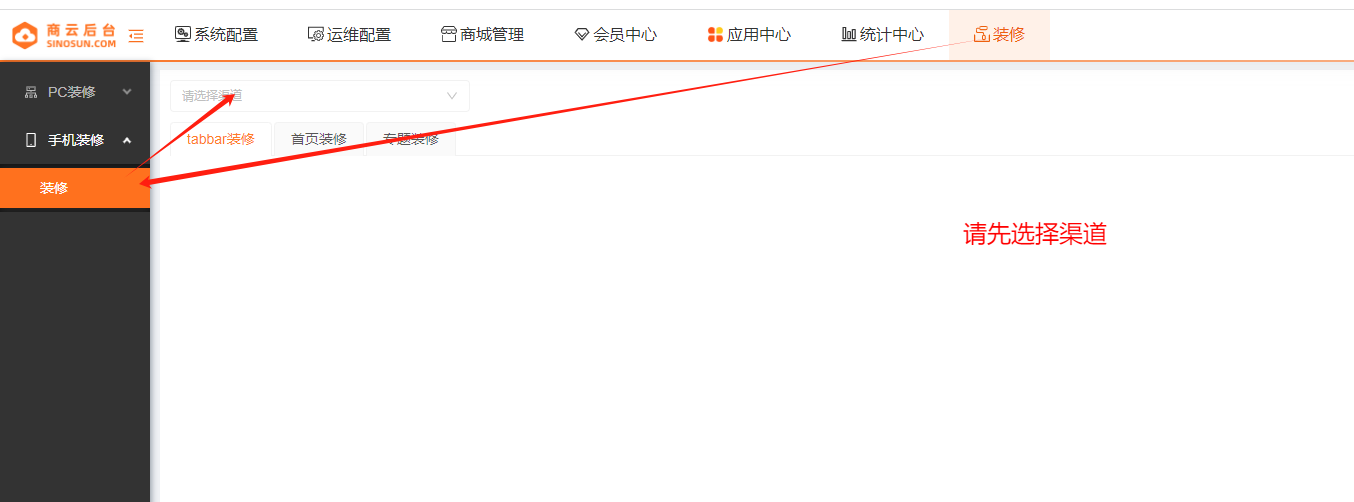 商云后台
SINOSUN.COM
系统配置
运维配置
商城管理
会员中心
应用中心
统计中心
装修
PC装修
手机装修
装修
请选择渠道
tabbar装修
首页装修
专题装修
请先选择渠道